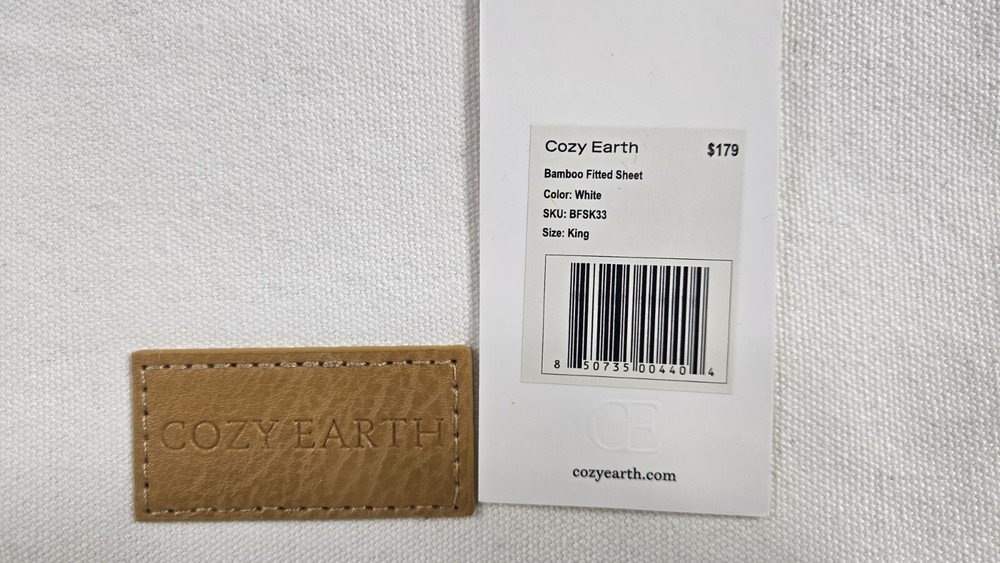 COZY EARTH
Cozy Earth $179
Bamboo Fitted Sheet
Color: White
SKU: BFSK33
Size: King
8 50735 00440 4
CE
cozyearth.com